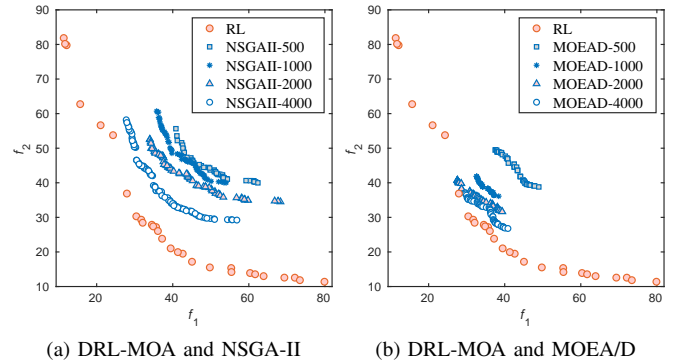 RL
NSGAII-500
NSGAII-1000
NSGAII-2000
NSGAII-4000
90
80
70
60
50
40
30
20
10
f2
20
40
60
80
f1
(a) DRL-MOA and NSGA-II
RL
MOEAD-500
MOEAD-1000
MOEAD-2000
MOEAD-4000
90
80
70
60
50
40
30
20
10
f2
20
40
60
80
f1
(b) DRL-MOA and MOEA/D